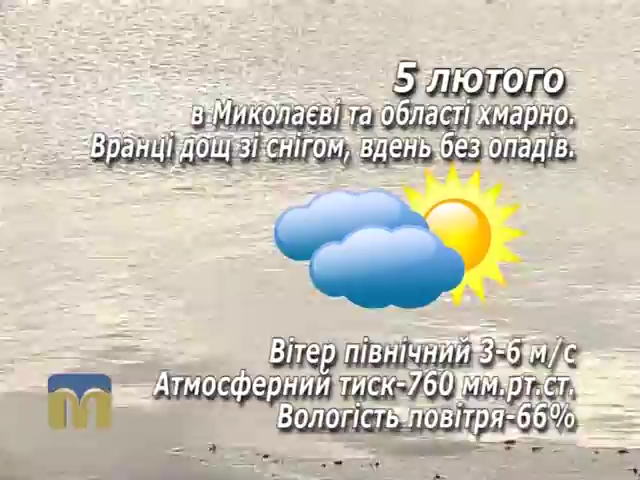 5 лютого
в Миколаєві та області хмарно.
Вранці дощ зі снігом, вдень без опадів.
Вітер північний 3-6 м/с
Атмосферний тиск-760 мм.рт.ст.
Вологість повітря-66%